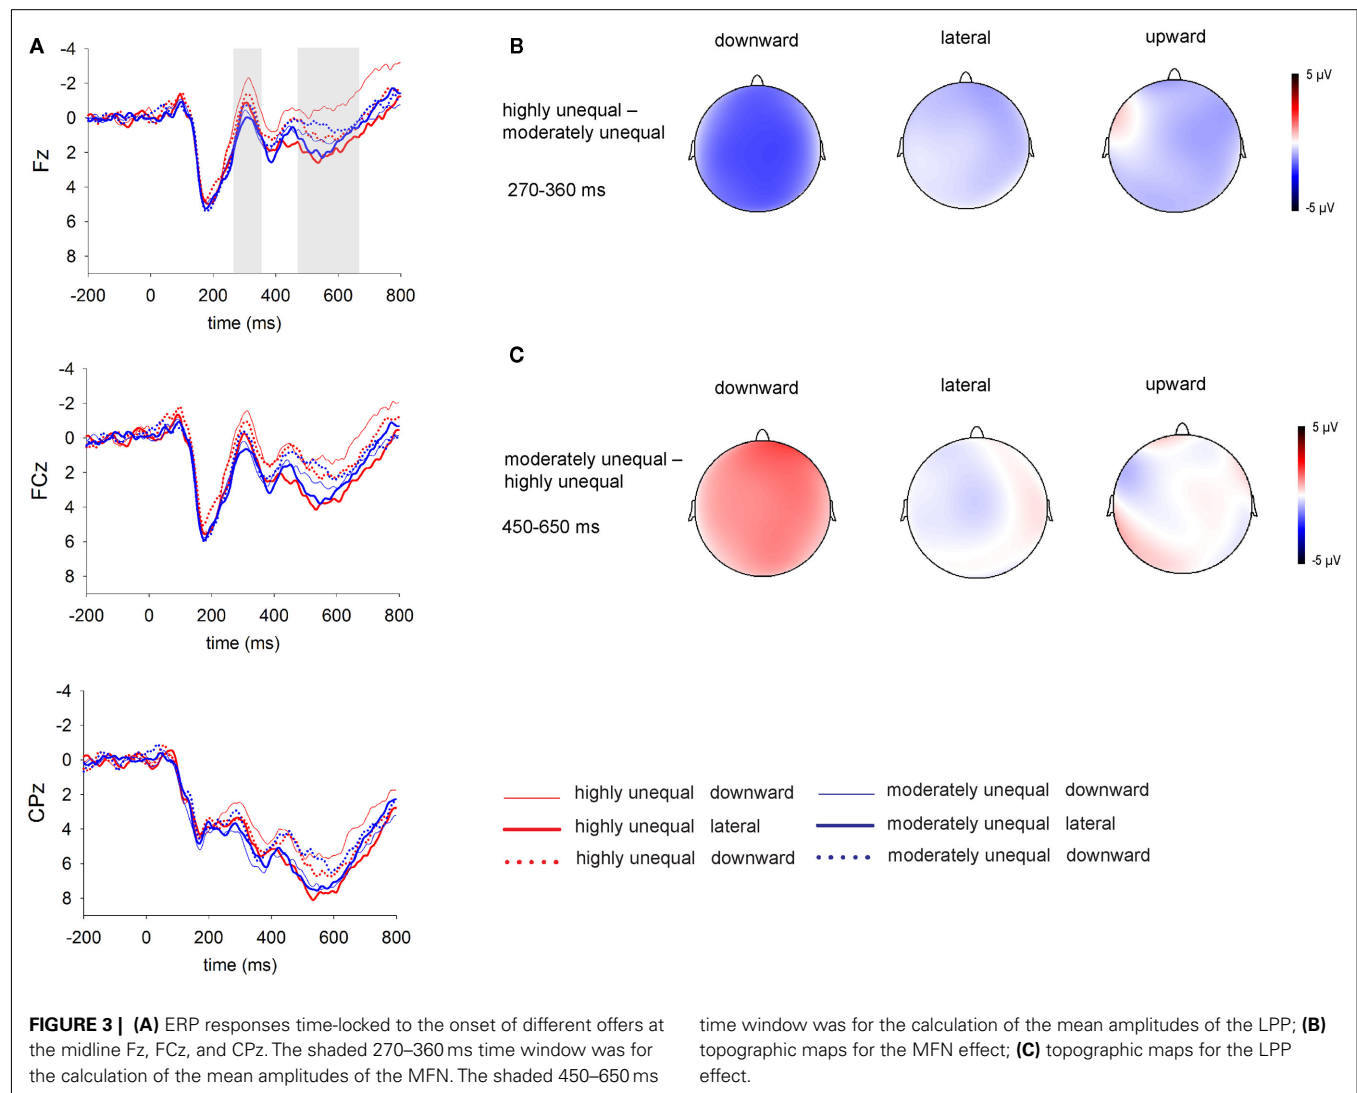 A
-4
-2
0
2
4
6
8
Fz
-200 0 200 400 600 800
time (ms)
-4
-2
0
2
4
6
8
FCz
-200 0 200 400 600 800
time (ms)
-4
-2
0
2
4
6
8
CPz
-200 0 200 400 600 800
time (ms)
B
downward lateral upward
highly unequal –
moderately unequal
270-360 ms
5 µV
-5 µV
C
downward lateral upward
moderately unequal –
highly unequal
450-650 ms
5 µV
-5 µV
highly unequal downward moderately unequal downward
highly unequal lateral moderately unequal lateral
highly unequal downward moderately unequal downward
FIGURE 3 | (A) ERP responses time-locked to the onset of different offers at
the midline Fz, FCz, and CPz. The shaded 270–360 ms time window was for
the calculation of the mean amplitudes of the MFN. The shaded 450–650 ms
time window was for the calculation of the mean amplitudes of the LPP; (B)
topographic maps for the MFN effect; (C) topographic maps for the LPP
effect.